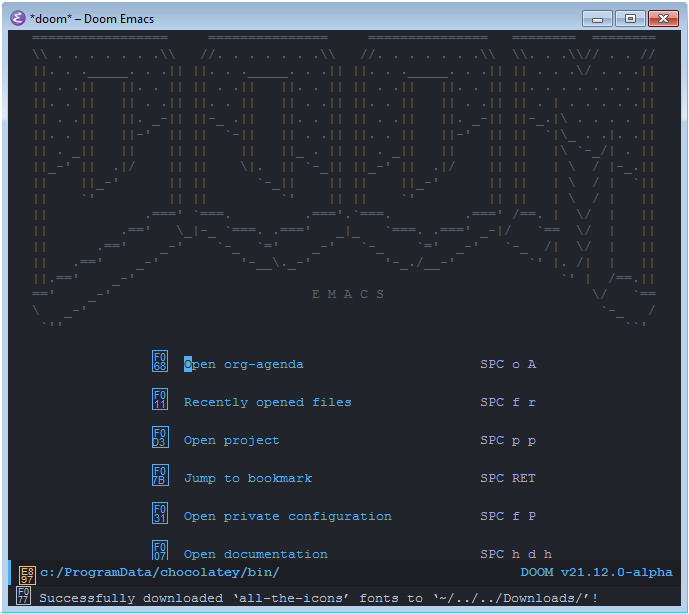 *doom* – Doom Emacs
E M A C S
F0 68 Open org-agenda SPC o A
F0 11 Recently opened files SPC f r
F0 D3 Open project SPC p p
F0 7B Jump to bookmark SPC RET
F0 31 Open private configuration SPC f P
F0 07 Open documentation SPC h d h
E8 97 c:/ProgramData/chocolatey/bin/ DOOM v21.12.0-alpha
F0 77 Successfully downloaded ‘all-the-icons’ fonts to ‘~/../../Downloads/’!